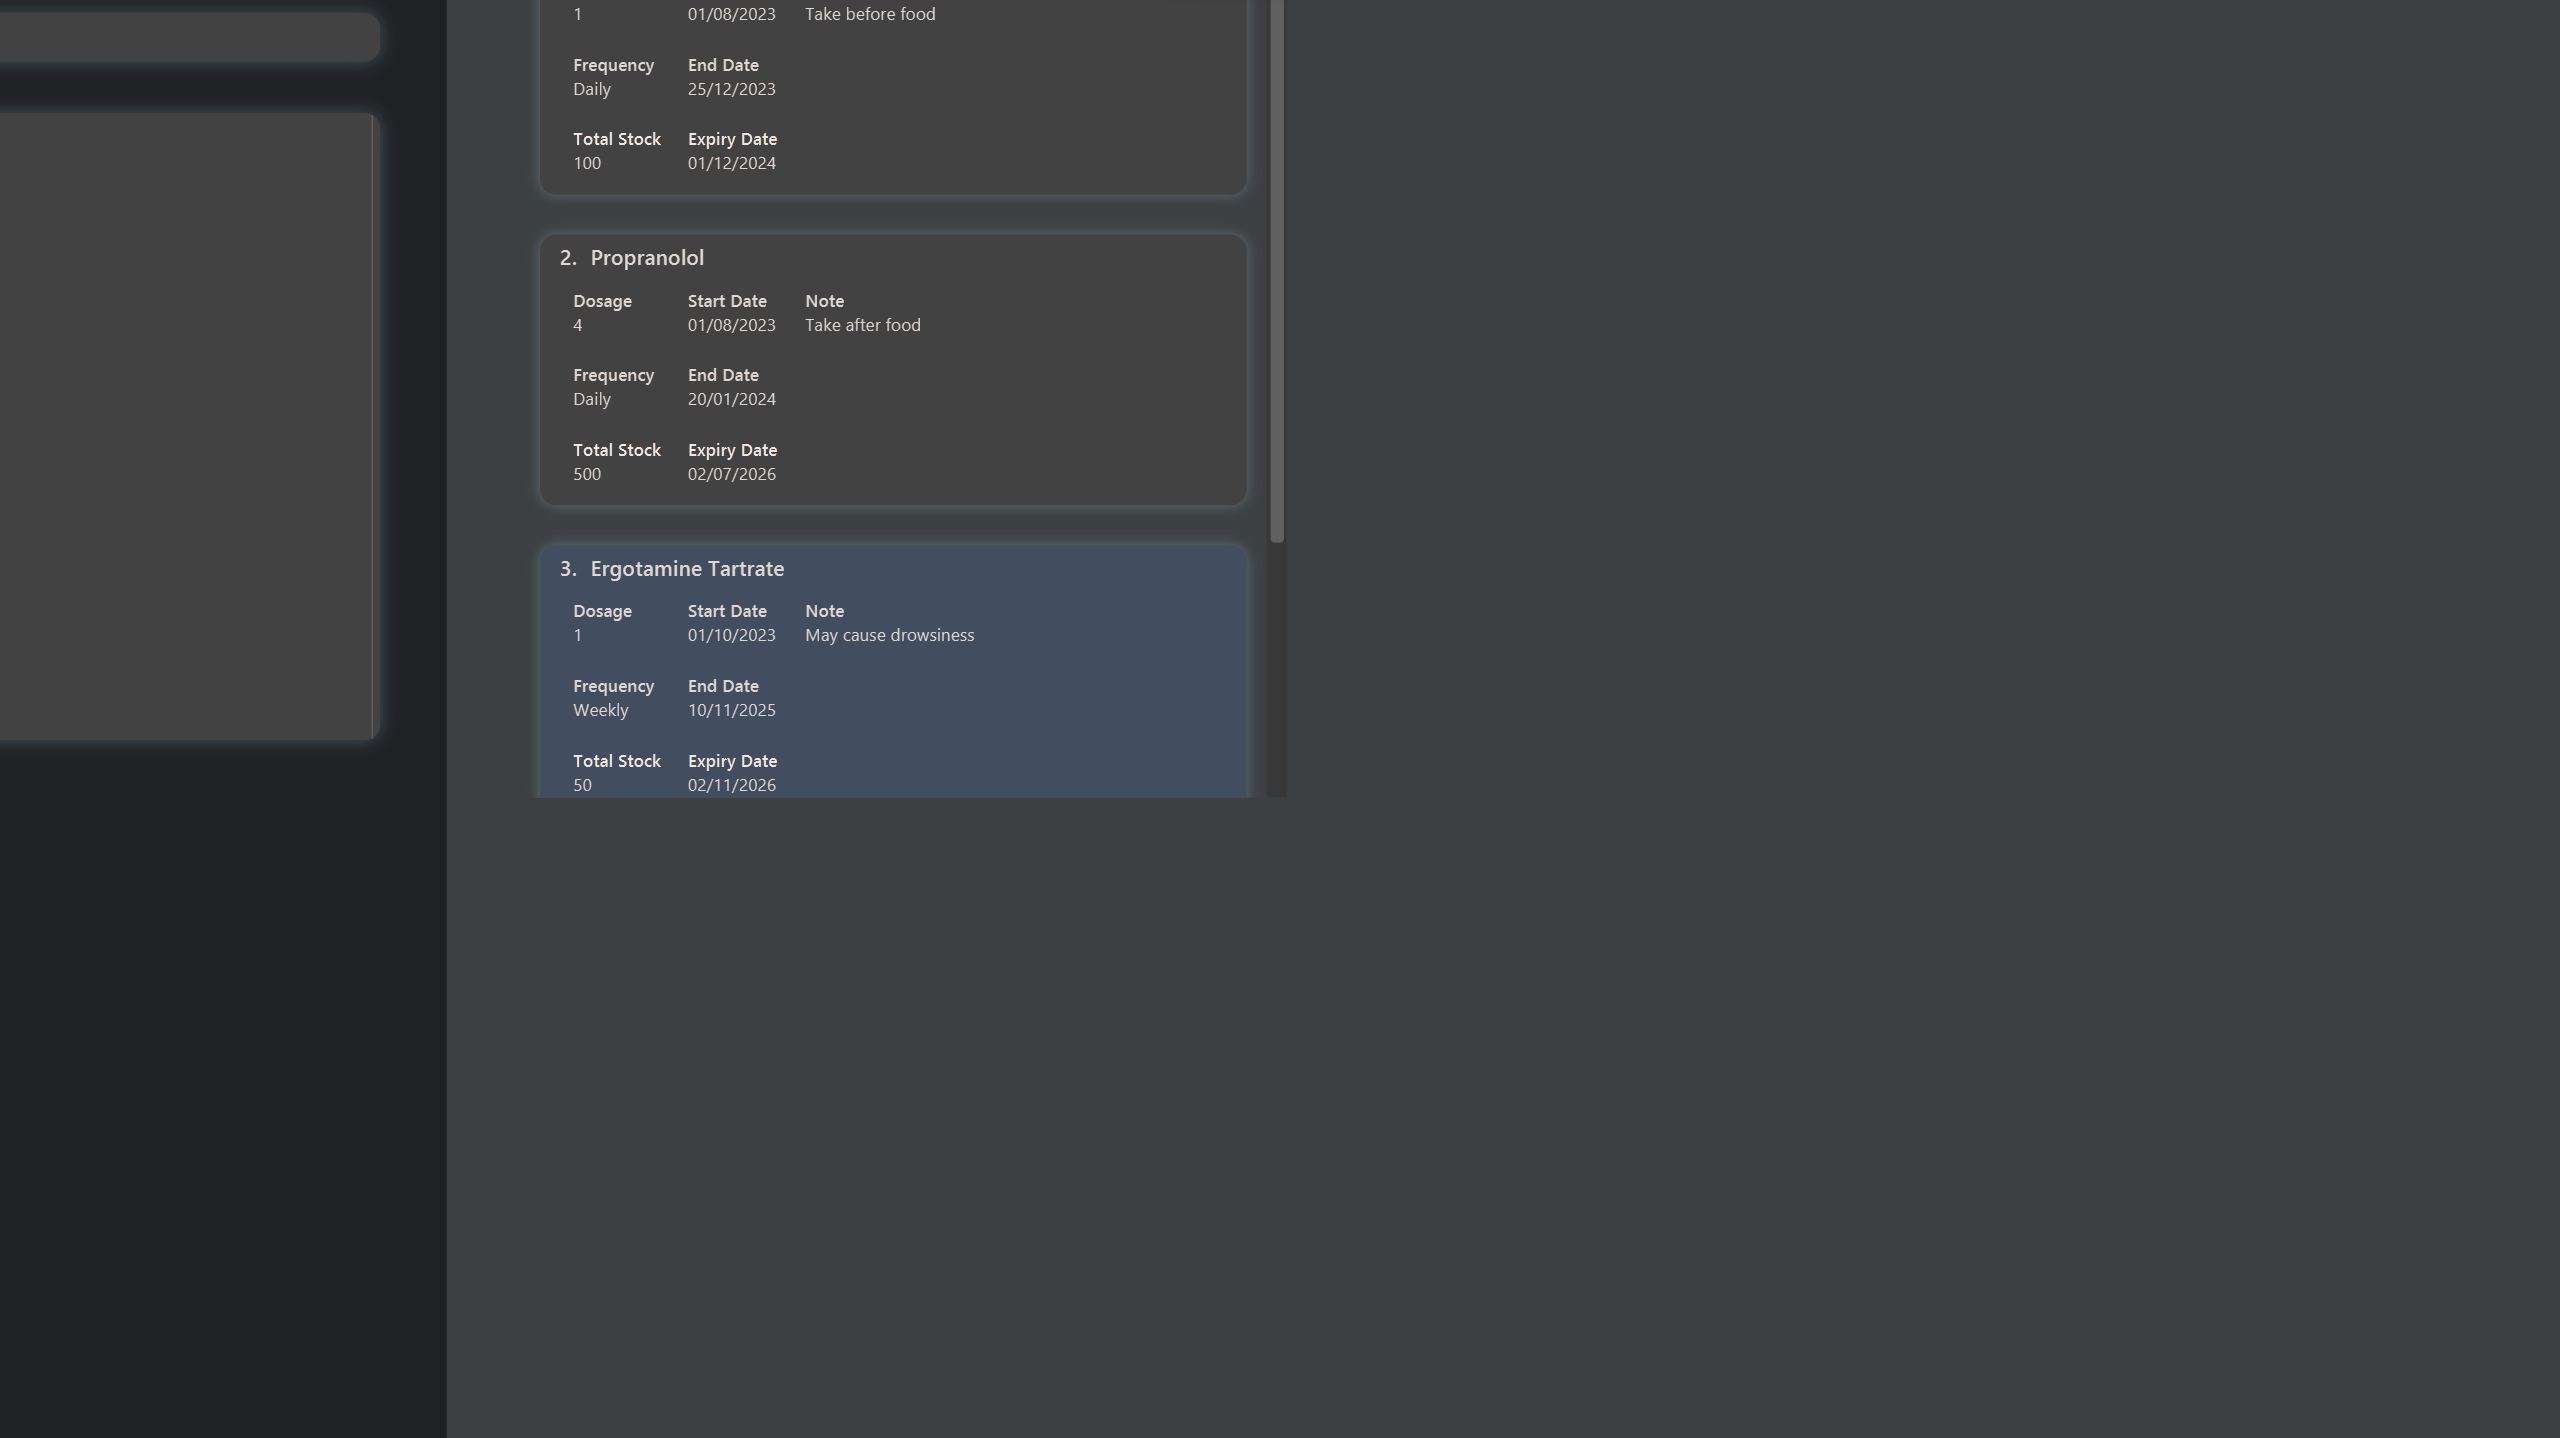 1 01/08/2023 Take before food
Frequency End Date
Daily 25/12/2023
Total Stock Expiry Date
100 01/12/2024
2. Propranolol
Dosage Start Date Note
4 01/08/2023 Take after food
Frequency End Date
Daily 20/01/2024
Total Stock Expiry Date
500 02/07/2026
3. Ergotamine Tartrate
Dosage Start Date Note
1 01/10/2023 May cause drowsiness
Frequency End Date
Weekly 10/11/2025
Total Stock Expiry Date
50 02/11/2026